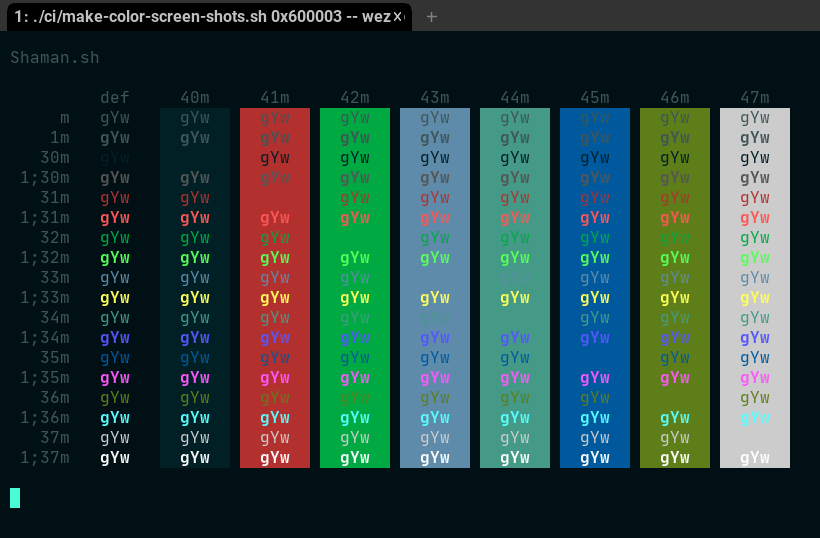 1: ./ci/make-color-screen-shots.sh 0x600003 -- wez × +
Shaman.sh
def 40m 41m 42m 43m 44m 45m 46m 47m
m gYw gYw gYw gYw gYw gYw gYw gYw gYw
1m gYw gYw gYw gYw gYw gYw gYw gYw gYw
30m gYw gYw gYw gYw gYw gYw gYw gYw
1;30m gYw gYw gYw gYw gYw gYw gYw gYw gYw
31m gYw gYw gYw gYw gYw gYw gYw gYw
1;31m gYw gYw gYw gYw gYw gYw gYw gYw gYw
32m gYw gYw gYw gYw gYw gYw gYw gYw
1;32m gYw gYw gYw gYw gYw gYw gYw gYw gYw
33m gYw gYw gYw gYw gYw gYw gYw gYw
1;33m gYw gYw gYw gYw gYw gYw gYw gYw gYw
34m gYw gYw gYw gYw gYw gYw gYw gYw
1;34m gYw gYw gYw gYw gYw gYw gYw gYw gYw
35m gYw gYw gYw gYw gYw gYw gYw gYw
1;35m gYw gYw gYw gYw gYw gYw gYw gYw gYw
36m gYw gYw gYw gYw gYw gYw gYw gYw
1;36m gYw gYw gYw gYw gYw gYw gYw gYw gYw
37m gYw gYw gYw gYw gYw gYw gYw gYw
1;37m gYw gYw gYw gYw gYw gYw gYw gYw gYw